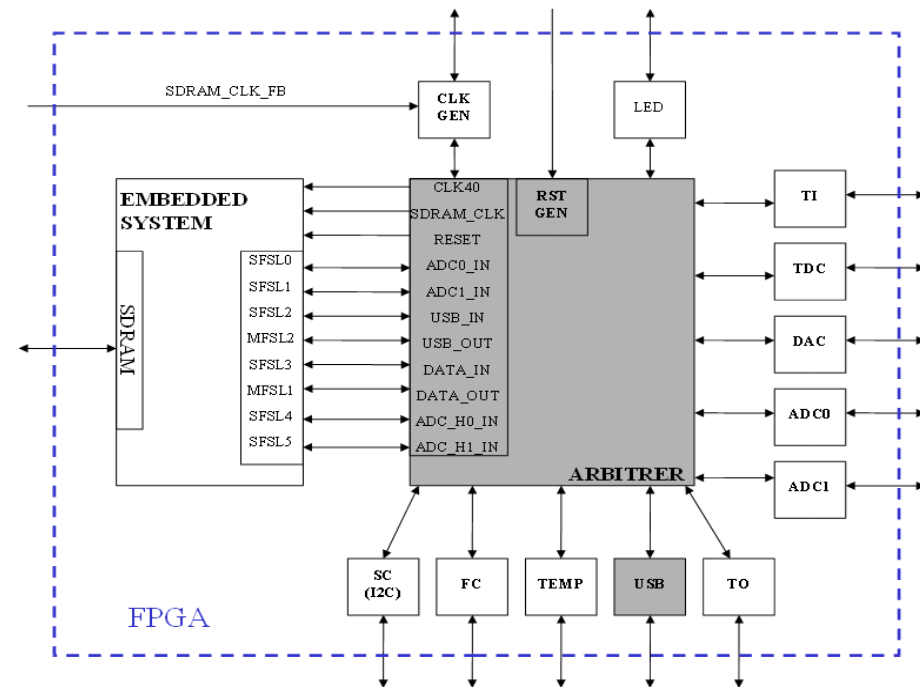 SDRAM_CLK_FB
CLK
GEN
LED
EMBEDDED
SYSTEM
SDRAM
SFSL0
SFSL1
SFSL2
MFSL2
SFSL3
MFSL1
SFSL4
SFSL5
CLK40
SDRAM_CLK
RESET
ADC0_IN
ADC1_IN
USB_IN
USB_OUT
DATA_IN
DATA_OUT
ADC_H0_IN
ADC_H1_IN
RST
GEN
ARBITRER
TI
TDC
DAC
ADC0
ADC1
SC
(I2C)
FC
TEMP
USB
TO
FPGA